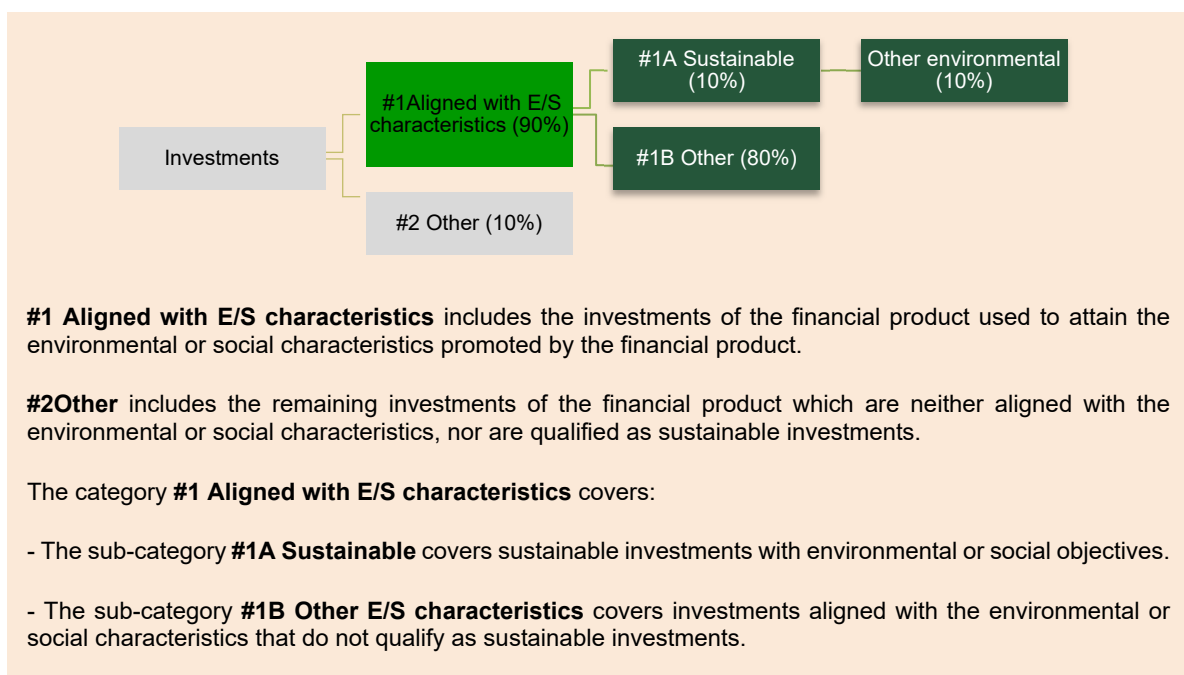 Investments
#1Aligned with E/S
characteristics (90%)
#2 Other (10%)
#1A Sustainable
(10%)
#1B Other (80%)
Other environmental
(10%)
#1 Aligned with E/S characteristics includes the investments of the financial product used to attain the
environmental or social characteristics promoted by the financial product.
#2Other includes the remaining investments of the financial product which are neither aligned with the
environmental or social characteristics, nor are qualified as sustainable investments.
The category #1 Aligned with E/S characteristics covers:
- The sub-category #1A Sustainable covers sustainable investments with environmental or social objectives.
- The sub-category #1B Other E/S characteristics covers investments aligned with the environmental or
social characteristics that do not qualify as sustainable investments.